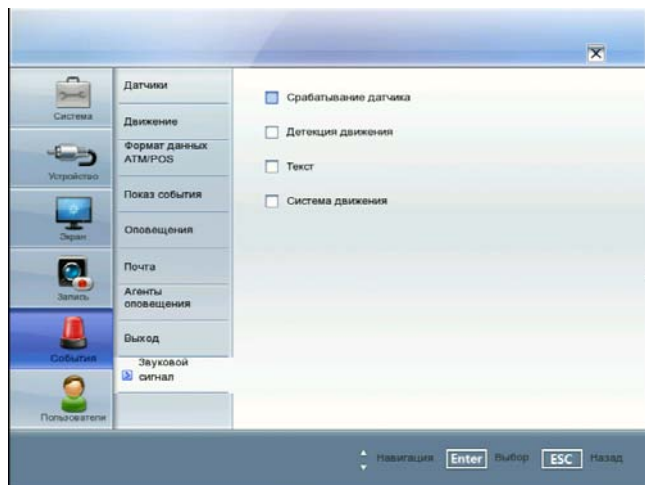 Система
Устройство
Экран
Запись
События
Пользователи
Датчики
Движение
Формат данных
ATM/POS
Показ события
Оповещения
Почта
Агенты
оповещения
Выход
Звуковой
сигнал
Срабатывание датчика
Детекция движения
Текст
Система движения
Навигация Enter Выбор ESC Назад